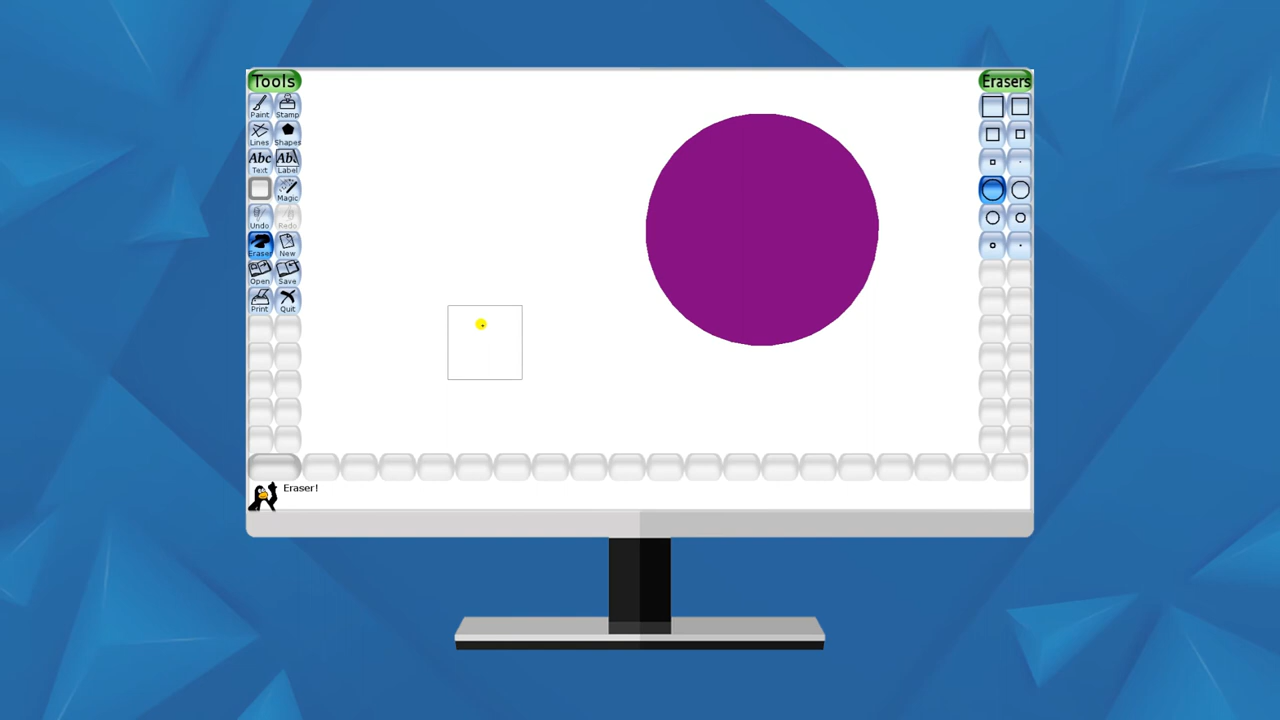 Tools
Erasers
Paint
Stamp
Lines
Shapes
Abc
Abc
Text
Label
Magic
Undo
Redo
Eraser
New
Open
Save
Print
Quit
Eraser!